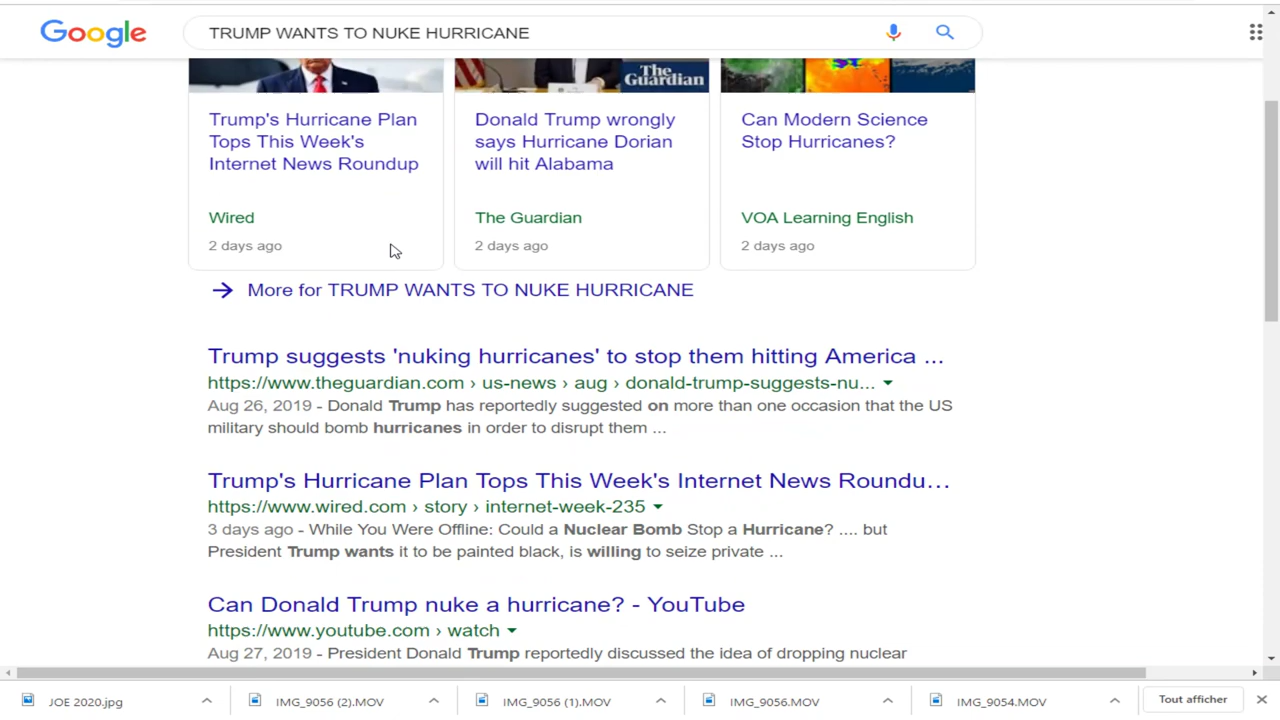 Google
TRUMP WANTS TO NUKE HURRICANE
The
Guardian
Trump's Hurricane Plan
Tops This Week's
Internet News Roundup
Wired
2 days ago
Donald Trump wrongly
says Hurricane Dorian
will hit Alabama
The Guardian
2 days ago
Can Modern Science
Stop Hurricanes?
VOA Learning English
2 days ago
More for TRUMP WANTS TO NUKE HURRICANE
Trump suggests 'nuking hurricanes' to stop them hitting America ...
https://www.theguardian.com › us-news › aug › donald-trump-suggests-nu...
Aug 26, 2019 - Donald Trump has reportedly suggested on more than one occasion that the US
military should bomb hurricanes in order to disrupt them ...
Trump's Hurricane Plan Tops This Week's Internet News Roundu...
https://www.wired.com › story › internet-week-235
3 days ago - While You Were Offline: Could a Nuclear Bomb Stop a Hurricane? .... but
President Trump wants it to be painted black, is willing to seize private ...
Can Donald Trump nuke a hurricane? - YouTube
https://www.youtube.com › watch
Aug 27, 2019 - President Donald Trump reportedly discussed the idea of dropping nuclear
JOE 2020.jpg
IMG_9056 (2).MOV
IMG_9056 (1).MOV
IMG_9056.MOV
IMG_9054.MOV
Tout afficher